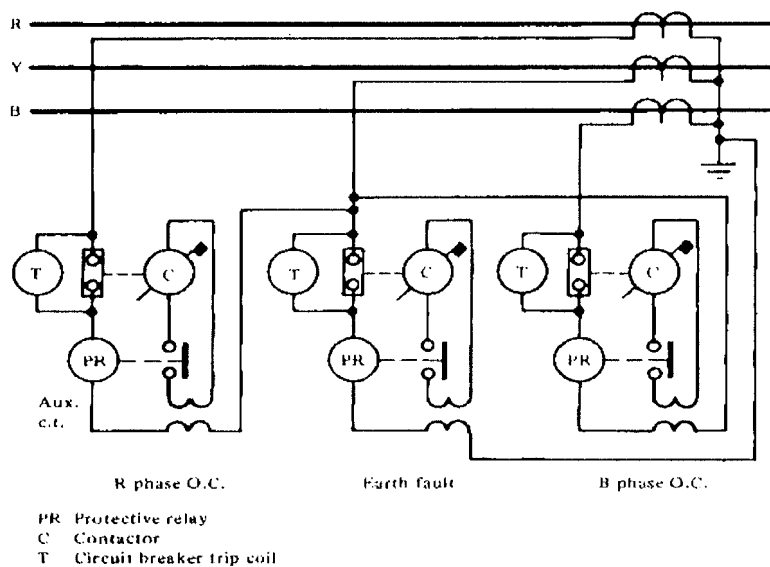 R
Y
B
T
C
T
C
T
C
PR
PR
PR
Aux.
c.t.
R phase O.C.
Earth fault
B phase O.C.
PR Protective relay
C Contactor
T Circuit breaker trip coil